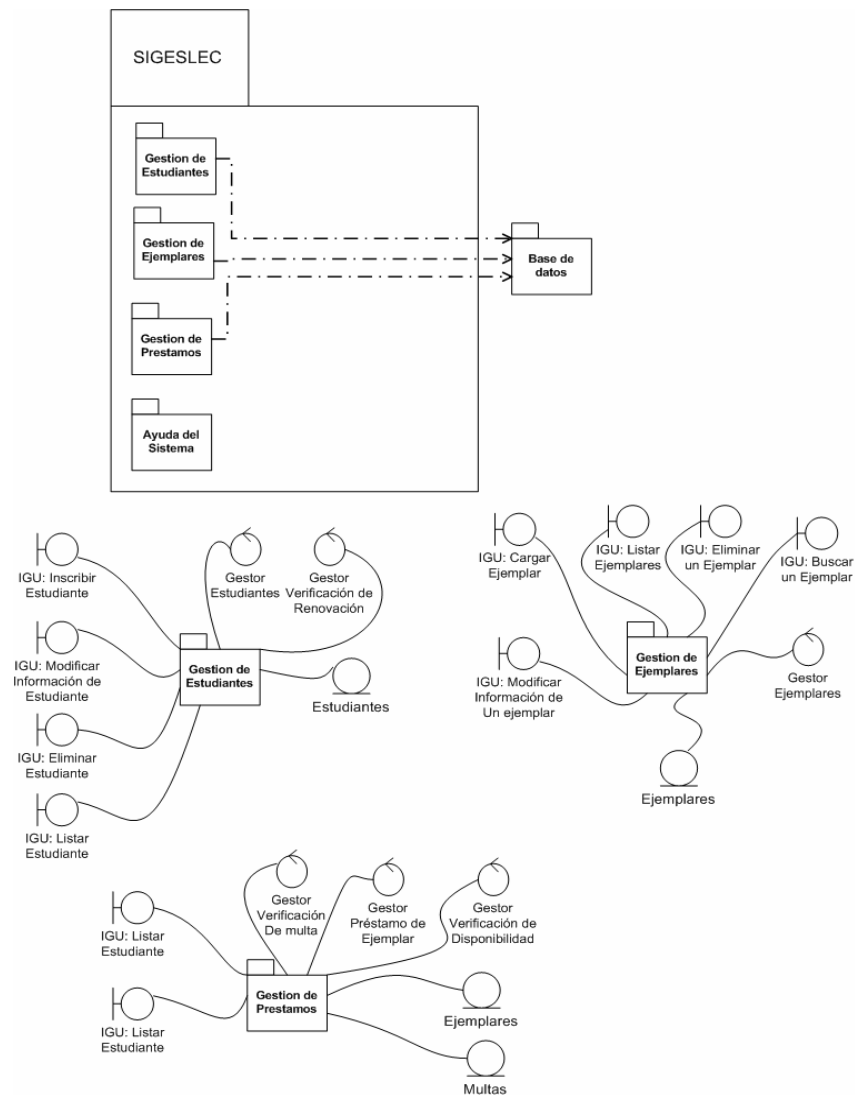 SIGESLEC
Gestion de
Estudiantes
Gestion de
Ejemplares
Base de
datos
Gestion de
Prestamos
Ayuda del
Sistema
IGU: Inscribir
Estudiante
Gestor
Estudiantes
Gestor
Verificación de
Renovación
IGU: Modificar
Información de
Estudiante
Gestion de
Estudiantes
Estudiantes
IGU: Eliminar
Estudiante
IGU: Listar
Estudiante
IGU: Cargar
Ejemplar
IGU: Listar
Ejemplares
IGU: Eliminar
un Ejemplar
IGU: Buscar
un Ejemplar
IGU: Modificar
Información de
Un ejemplar
Gestion de
Ejemplares
Gestor
Ejemplares
Ejemplares
Gestor
Verificación
De multa
Gestor
Préstamo de
Ejemplar
Gestor
Verificación de
Disponibilidad
IGU: Listar
Estudiante
IGU: Listar
Estudiante
Gestion de
Prestamos
Ejemplares
Multas